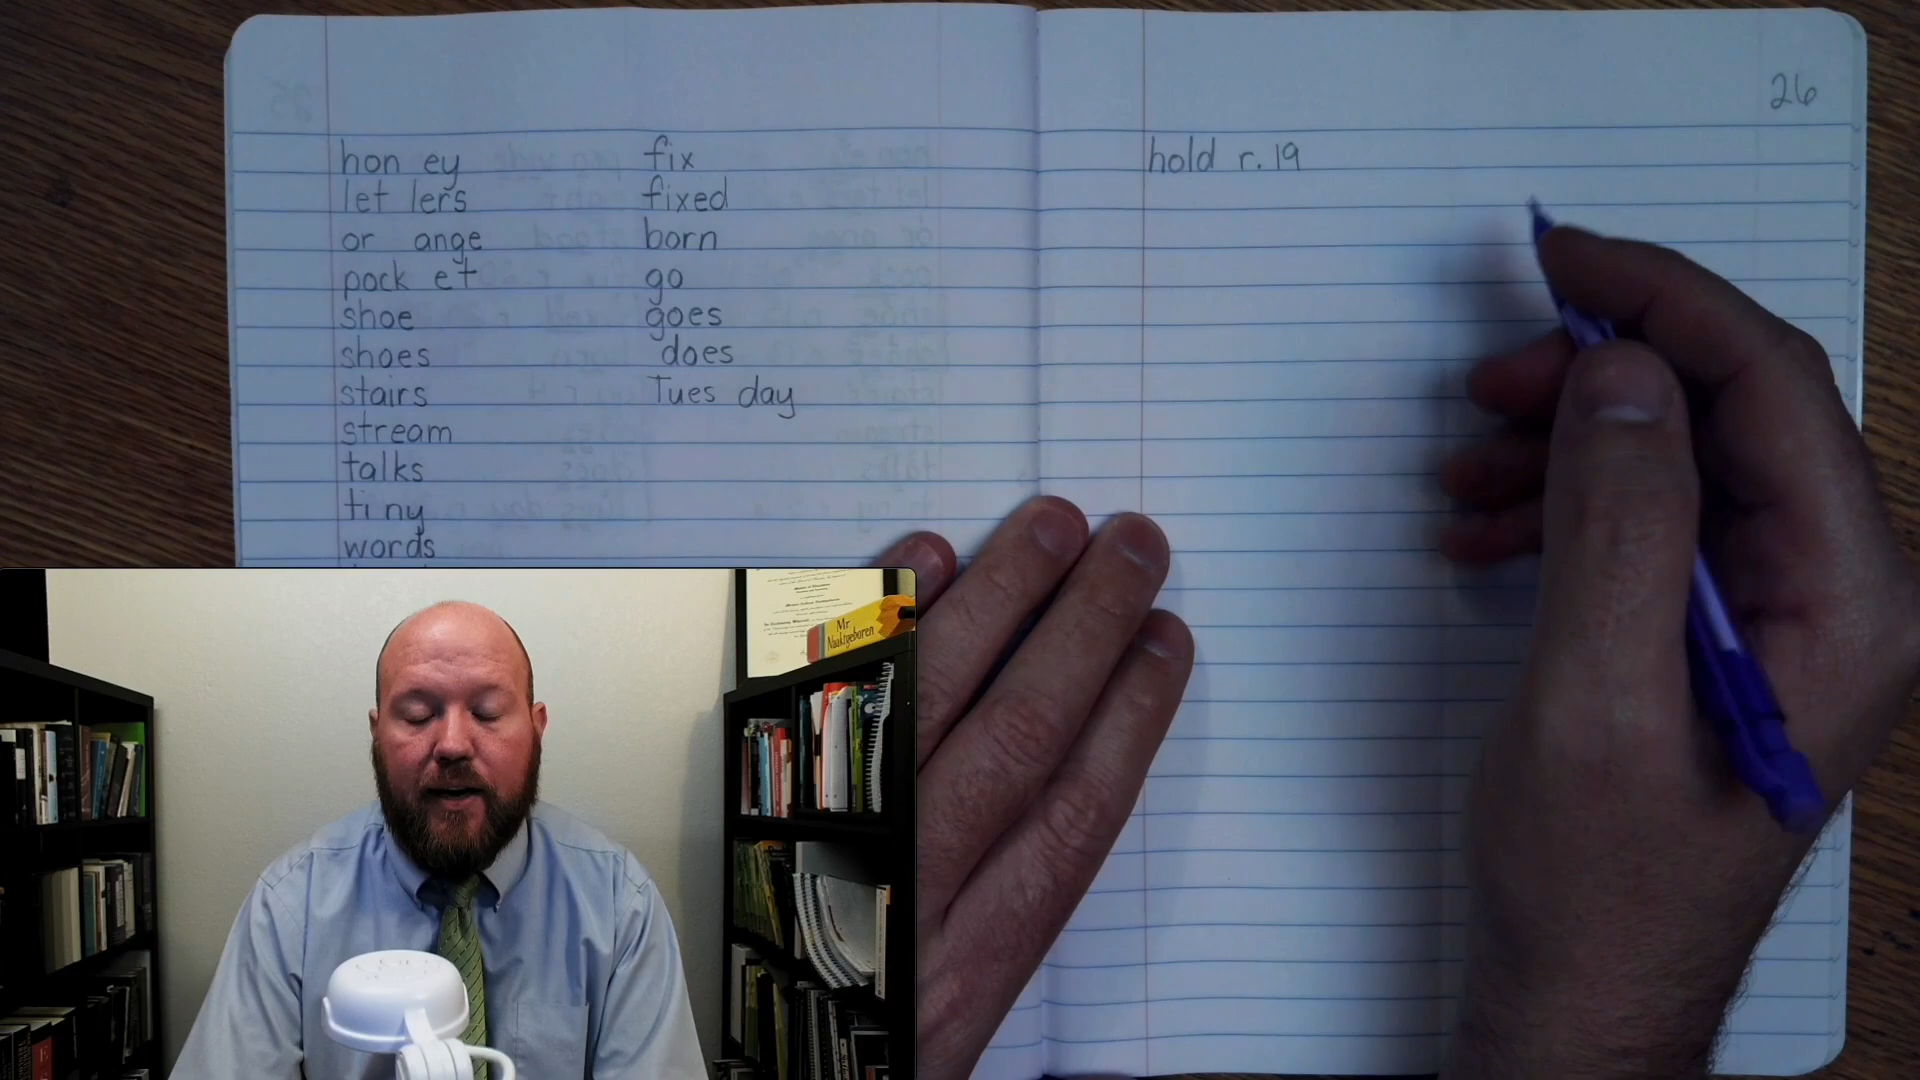 26
hon ey
let ters
or ange
pock et
shoe
shoes
stairs
stream
talks
ti ny
words
fix
fixed
born
go
goes
does
Tues day
hold r. 19
Mr.
Naaktgeboren